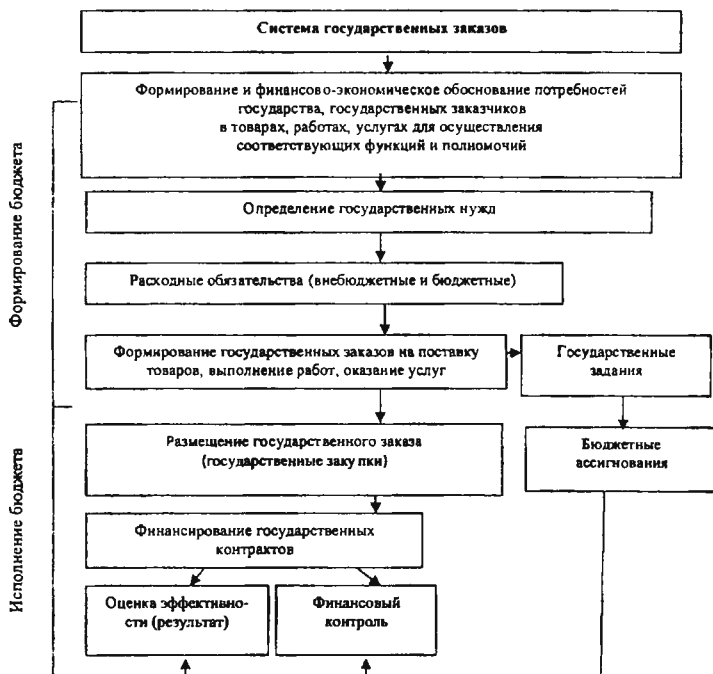 Система государственных заказов
Формирование и финансово-экономическое обоснование потребностей
государства, государственных заказчиков
в товарах, работах, услугах для осуществления
соответствующих функций и полномочий
Формирование бюджета
Определение государственных нужд
Расходные обязательства (внебюджетные и бюджетные)
Формирование государственных заказов на поставку
товаров, выполнение работ, оказание услуг
Государственные
задания
Исполнение бюджета
Размещение государственного заказа
(государственные закупки)
Бюджетные
ассигнования
Финансирование государственных
контрактов
Оценка эффективно-
сти (результат)
Финансовый
контроль